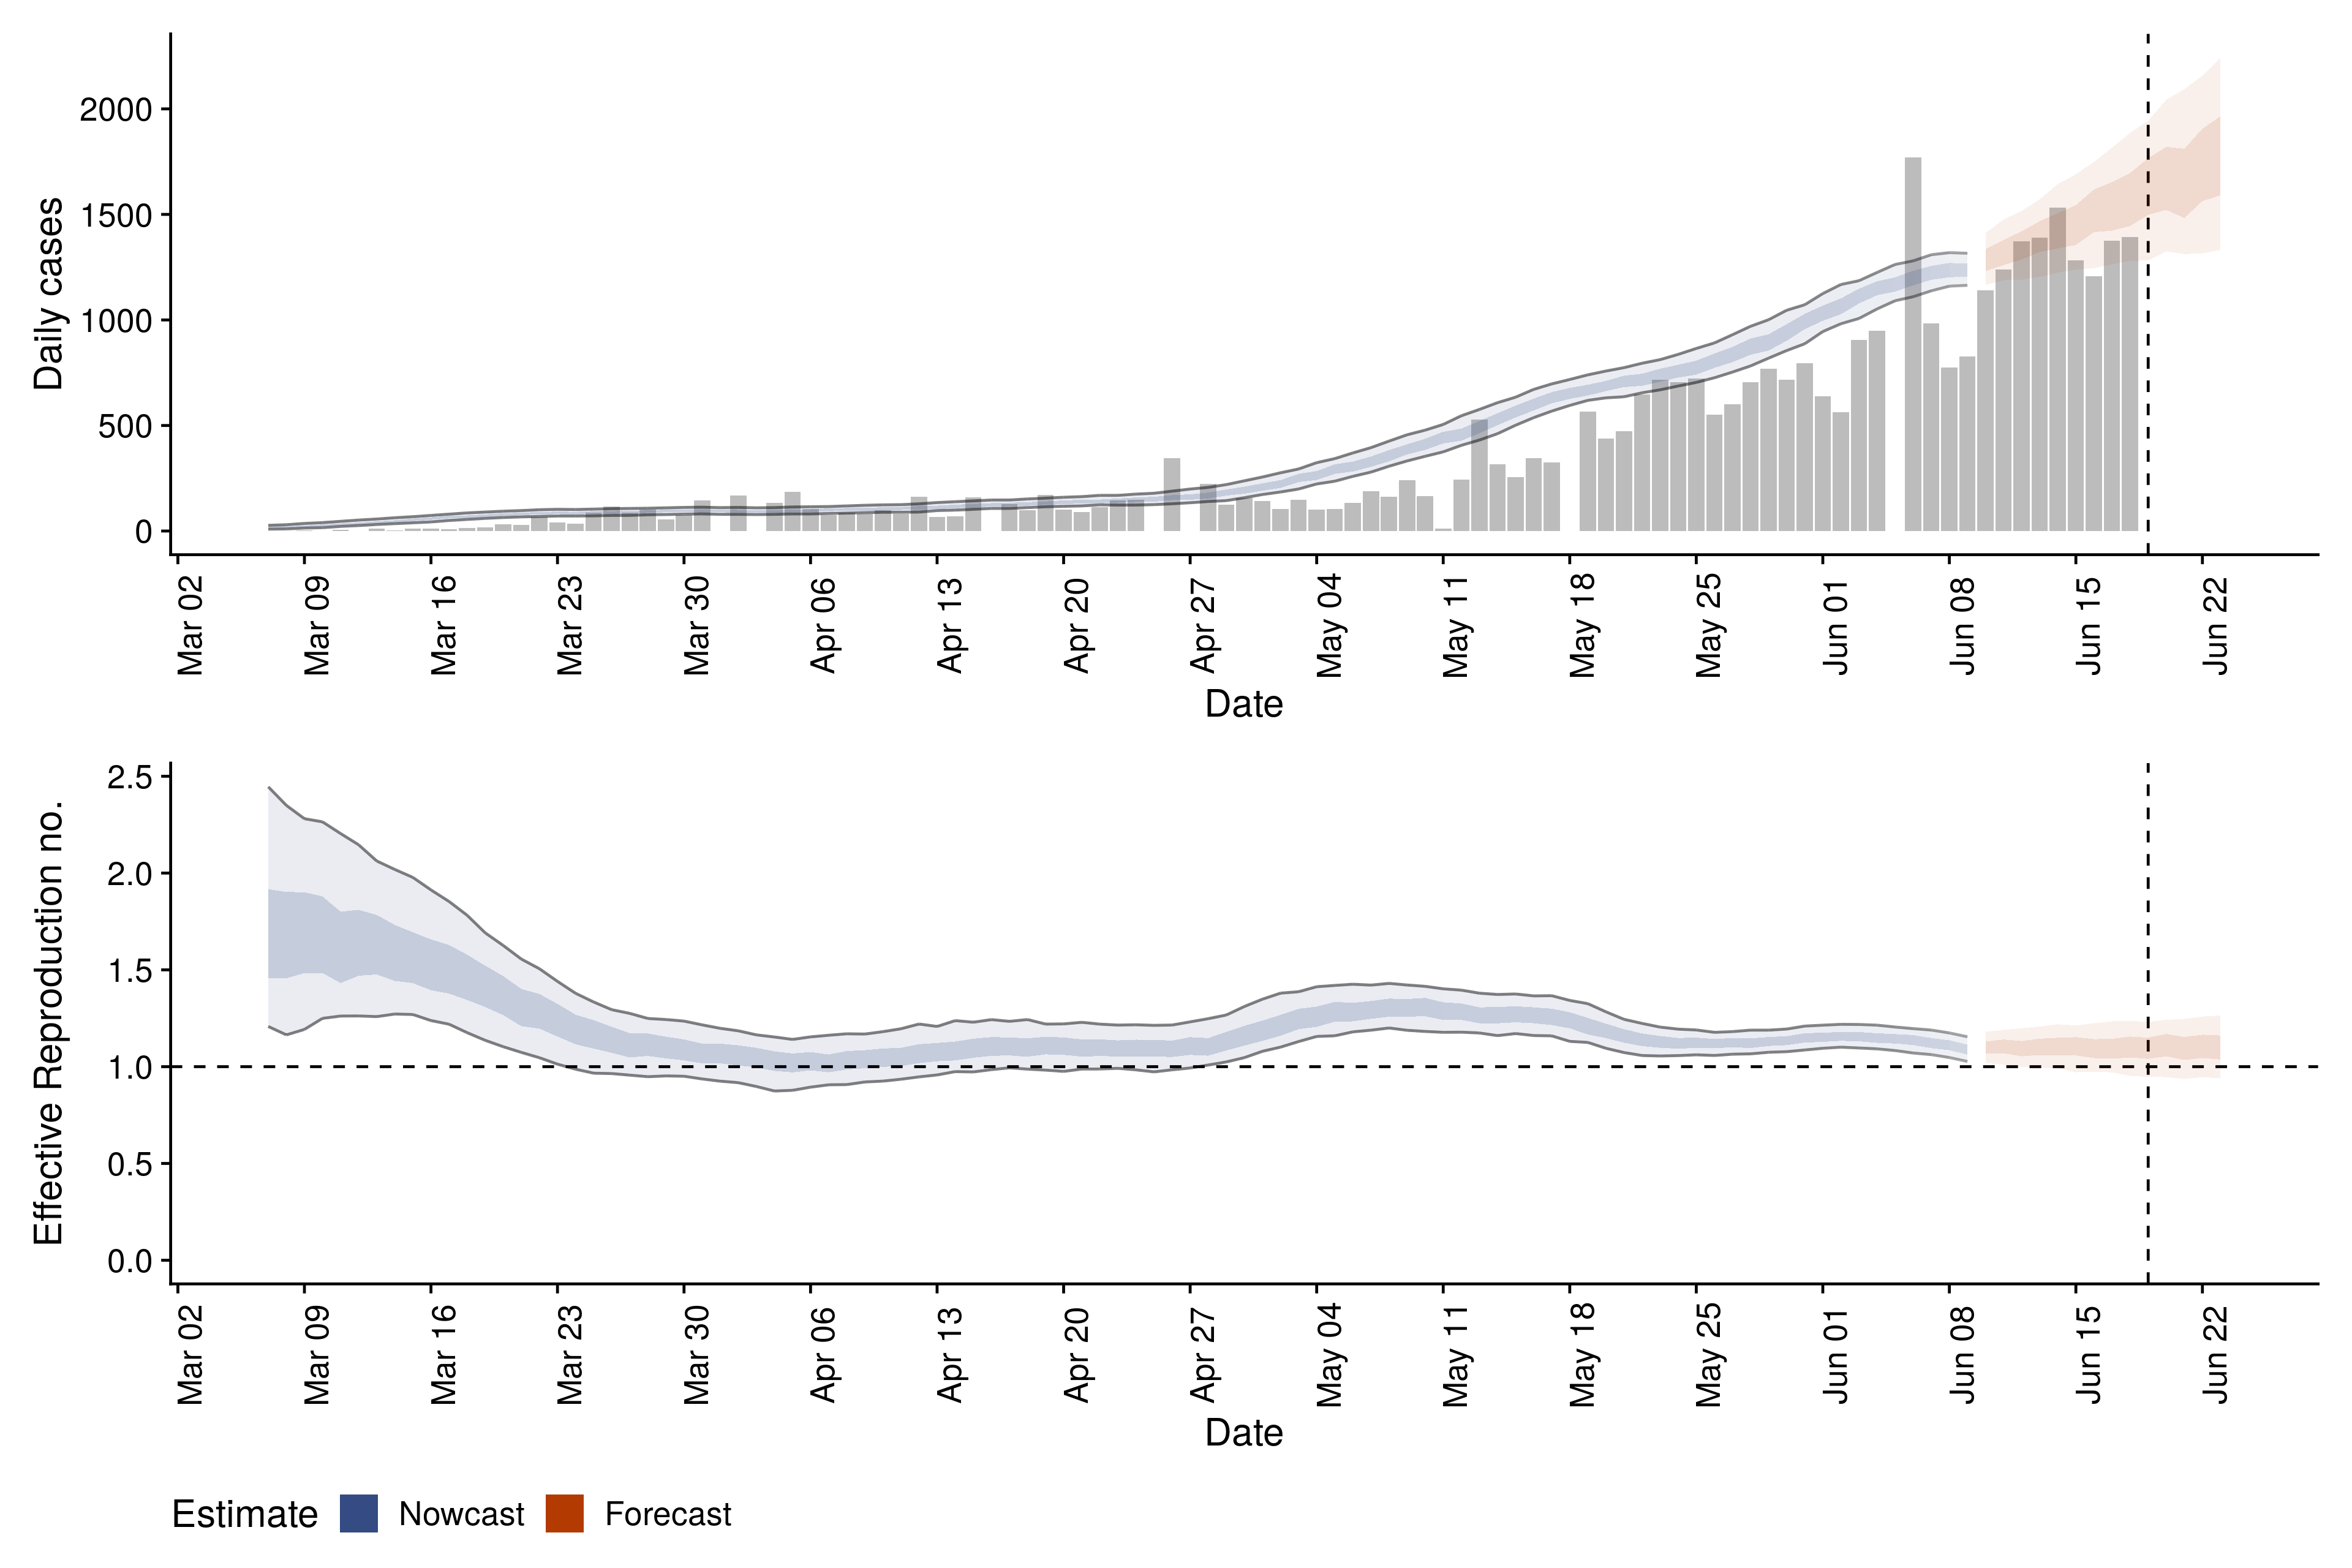 2000
1500
1000
500
0
Daily cases
Mar 02 Mar 09 Mar 16 Mar 23 Mar 30 Apr 06 Apr 13 Apr 20 Apr 27 May 04 May 11 May 18 May 25 Jun 01 Jun 08 Jun 15 Jun 22
Date
2.5
2.0
1.5
1.0
0.5
0.0
Effective Reproduction no.
Mar 02 Mar 09 Mar 16 Mar 23 Mar 30 Apr 06 Apr 13 Apr 20 Apr 27 May 04 May 11 May 18 May 25 Jun 01 Jun 08 Jun 15 Jun 22
Date
Estimate Nowcast Forecast